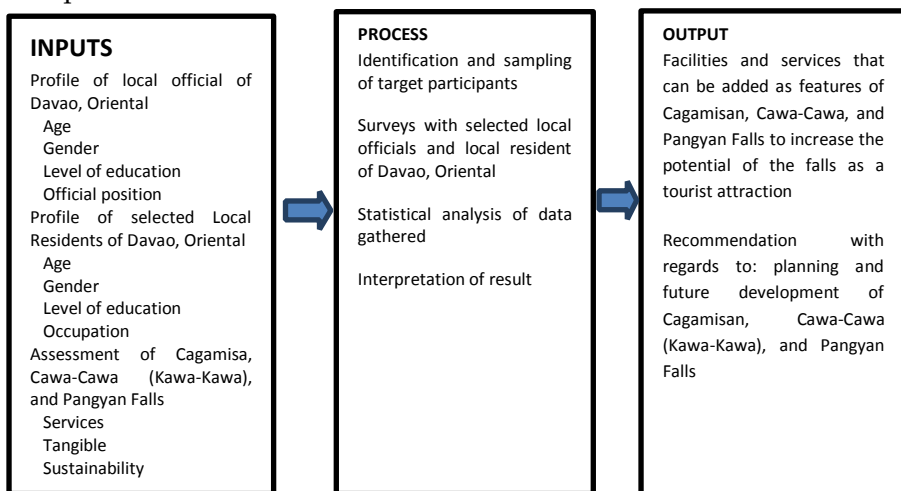 INPUTS
Profile of local official of
Davao, Oriental
Age
Gender
Level of education
Official position
Profile of selected Local
Residents of Davao, Oriental
Age
Gender
Level of education
Occupation
Assessment of Cagamisa,
Cawa-Cawa (Kawa-Kawa),
and Pangyan Falls
Services
Tangible
Sustainability
PROCESS
Identification and sampling
of target participants
Surveys with selected local
officials and local resident
of Davao, Oriental
Statistical analysis of data
gathered
Interpretation of result
OUTPUT
Facilities and services that
can be added as features of
Cagamisan, Cawa-Cawa, and
Pangyan Falls to increase the
potential of the falls as a
tourist attraction
Recommendation with
regards to: planning and
future development of
Cagamisan, Cawa-Cawa
(Kawa-Kawa), and Pangyan
Falls